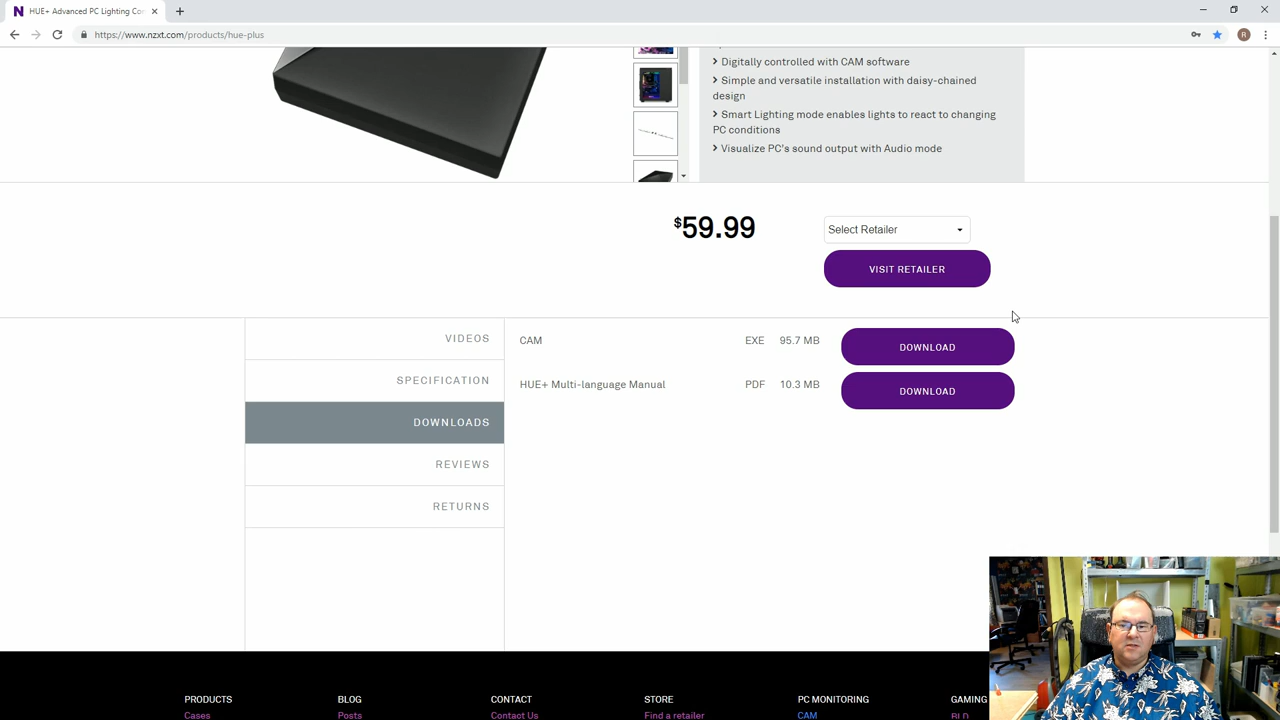 HUE+ Advanced PC Lighting Con
https://www.nzxt.com/products/hue-plus
R
Digitally controlled with CAM software
Simple and versatile installation with daisy-chained
design
Smart Lighting mode enables lights to react to changing
PC conditions
Visualize PC's sound output with Audio mode
$59.99
Select Retailer
VISIT RETAILER
VIDEOS
SPECIFICATION
DOWNLOADS
REVIEWS
RETURNS
CAM EXE 95.7 MB DOWNLOAD
HUE+ Multi-language Manual PDF 10.3 MB DOWNLOAD
PRODUCTS BLOG CONTACT STORE PC MONITORING GAMING
Cases Posts Contact Us Find a retailer CAM BLD